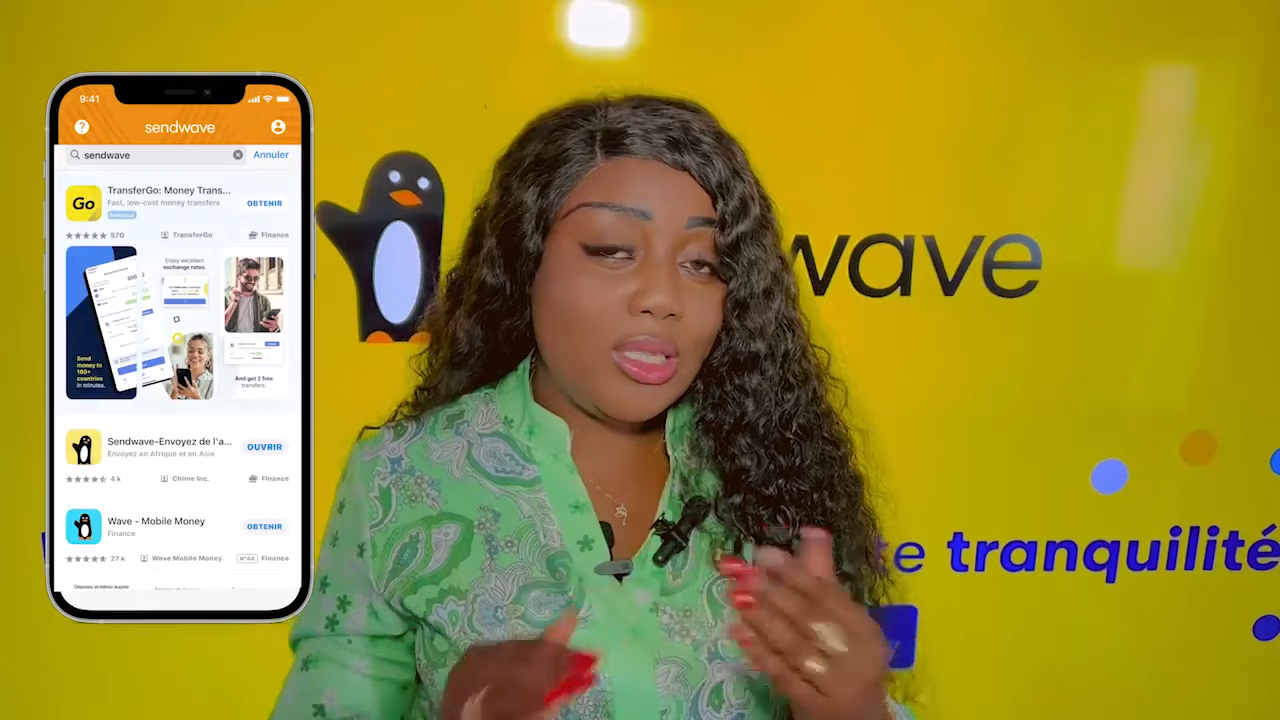 9:41
sendwave
sendwave
Annuler
TransferGo: Money Trans...
Fast, low-cost money transfers
Go
OBTENIR
570
TransferGo
Finance
Enjoy excellent
exchange rates.
Send
money to
160+
countries
in minutes.
And get 2 free
transfers.
Sendwave-Envoyez de l'a...
Envoyez en Afrique et en Asie
OUVRIR
4 k
Chime Inc.
Finance
Wave - Mobile Money
Finance
OBTENIR
27 k
Wave Mobile Money
N°44
Finance
wave
te tranquilité